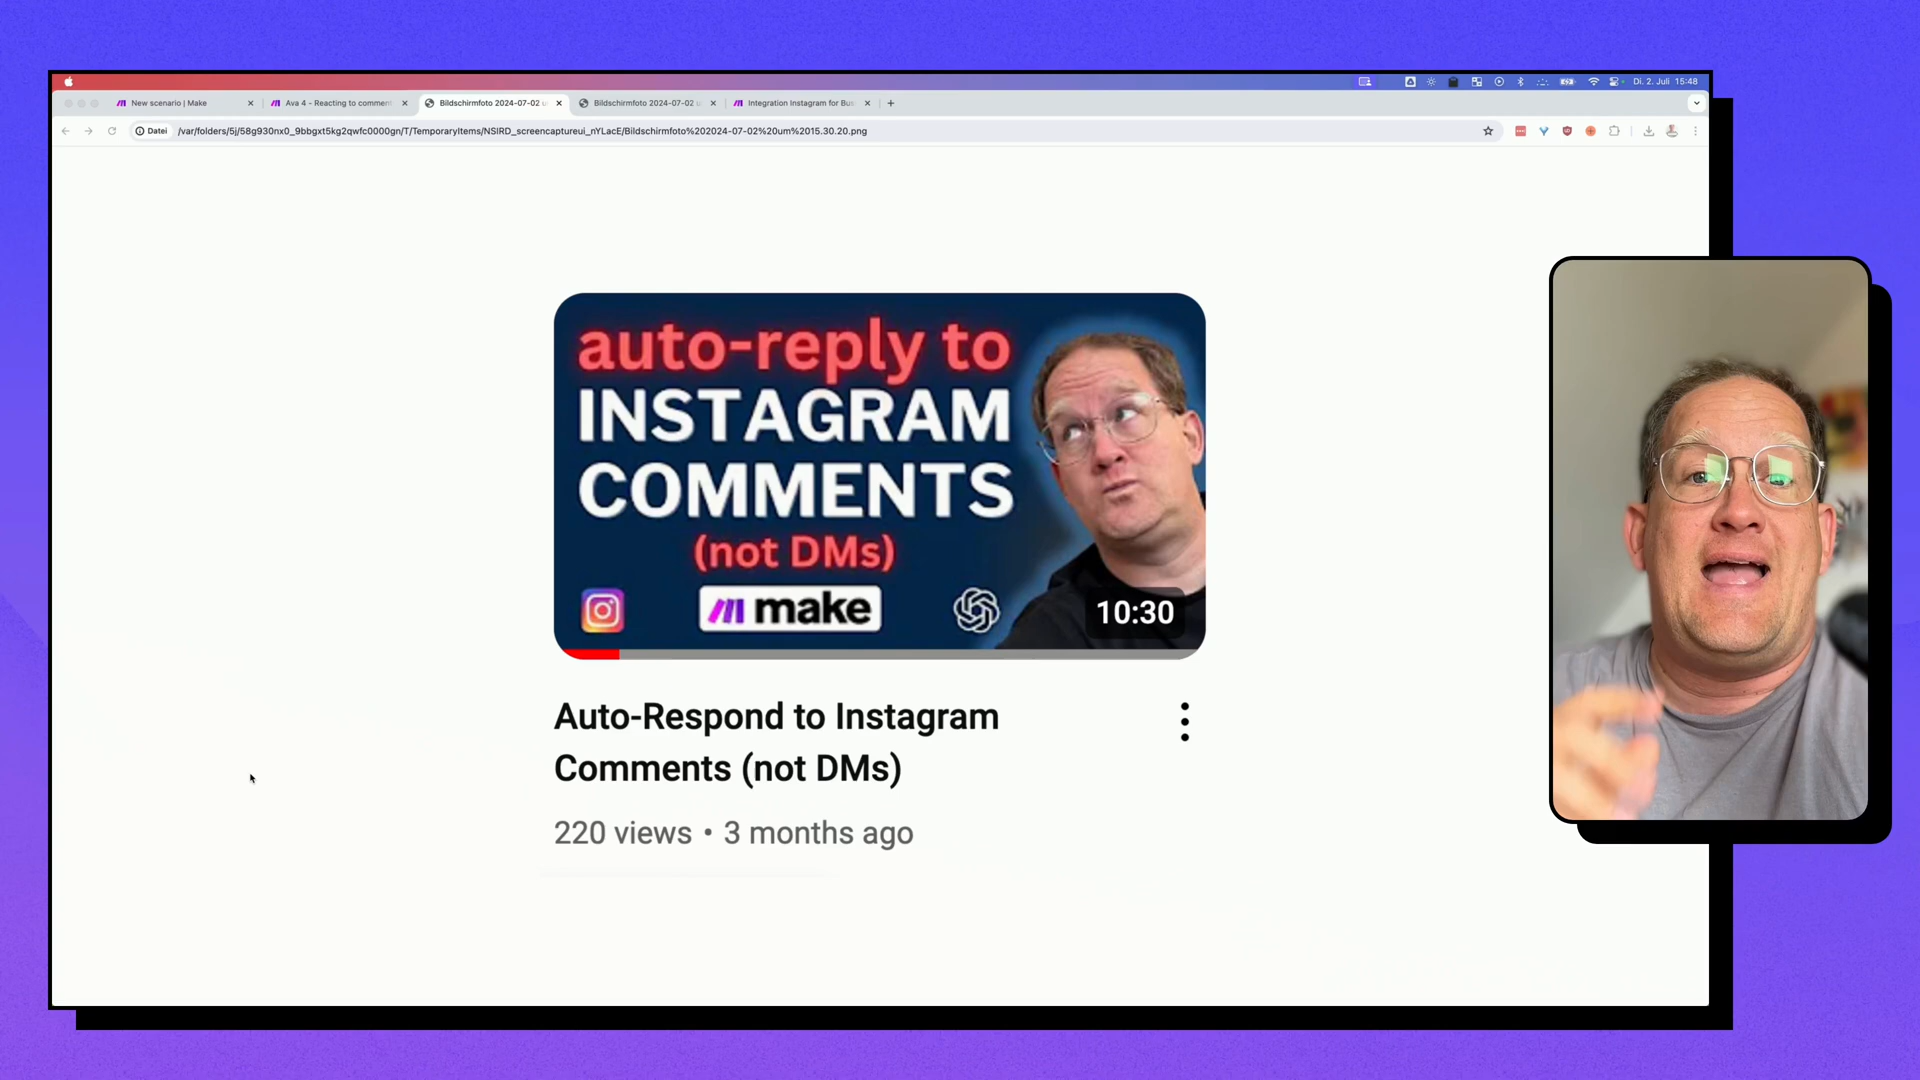 Di. 2. Juli 15:48
New scenario | Make
Ava 4 - Reacting to commen
Bildschirmfoto 2024-07-02 u
Bildschirmfoto 2024-07-02 u
Integration Instagram for Bus
Datei
/var/folders/5j/58g930nx0_9bbgxt5kg2qwfc0000gn/T/TemporaryItems/NSIRD_screencaptureui_nYLacE/Bildschirmfoto%202024-07-02%20um%2015.30.20.png
auto-reply to
INSTAGRAM
COMMENTS
(not DMs)
make
10:30
Auto-Respond to Instagram
Comments (not DMs)
220 views • 3 months ago